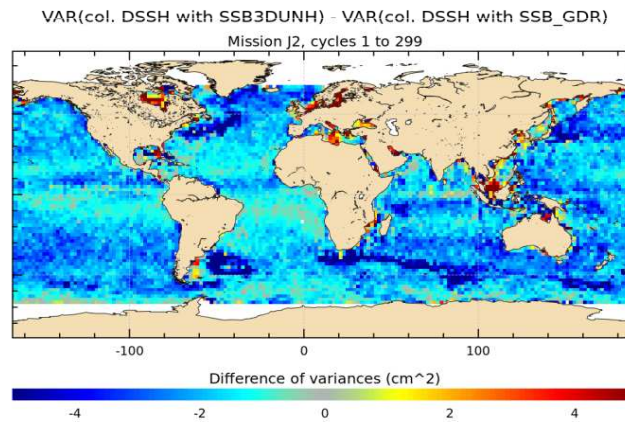 VAR(col. DSSH with SSB3DUNH) - VAR(col. DSSH with SSB_GDR)
Mission J2, cycles 1 to 299
-100 0 100
Difference of variances (cm^2)
-4 -2 0 2 4